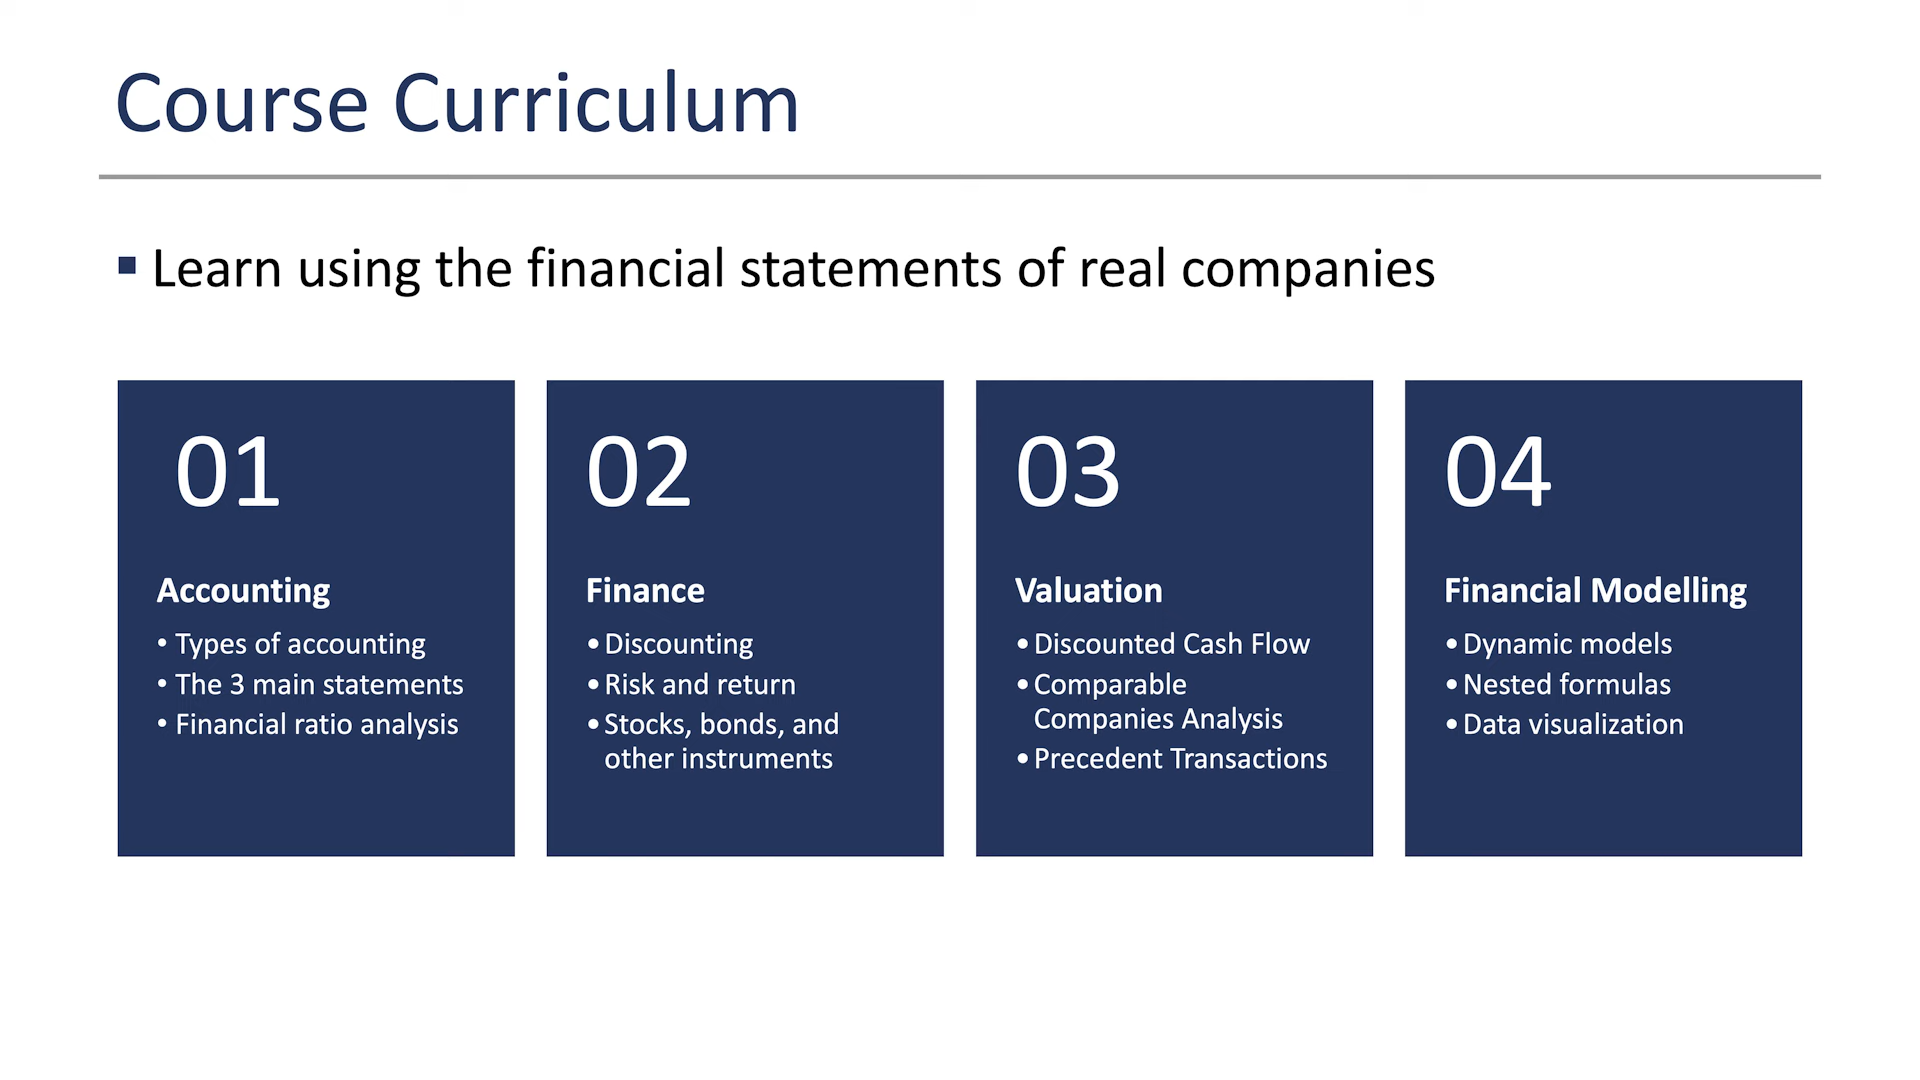 Course Curriculum
▪ Learn using the financial statements of real companies
01
Accounting
• Types of accounting
• The 3 main statements
• Financial ratio analysis
02
Finance
• Discounting
• Risk and return
• Stocks, bonds, and
other instruments
03
Valuation
• Discounted Cash Flow
• Comparable
Companies Analysis
• Precedent Transactions
04
Financial Modelling
• Dynamic models
• Nested formulas
• Data visualization